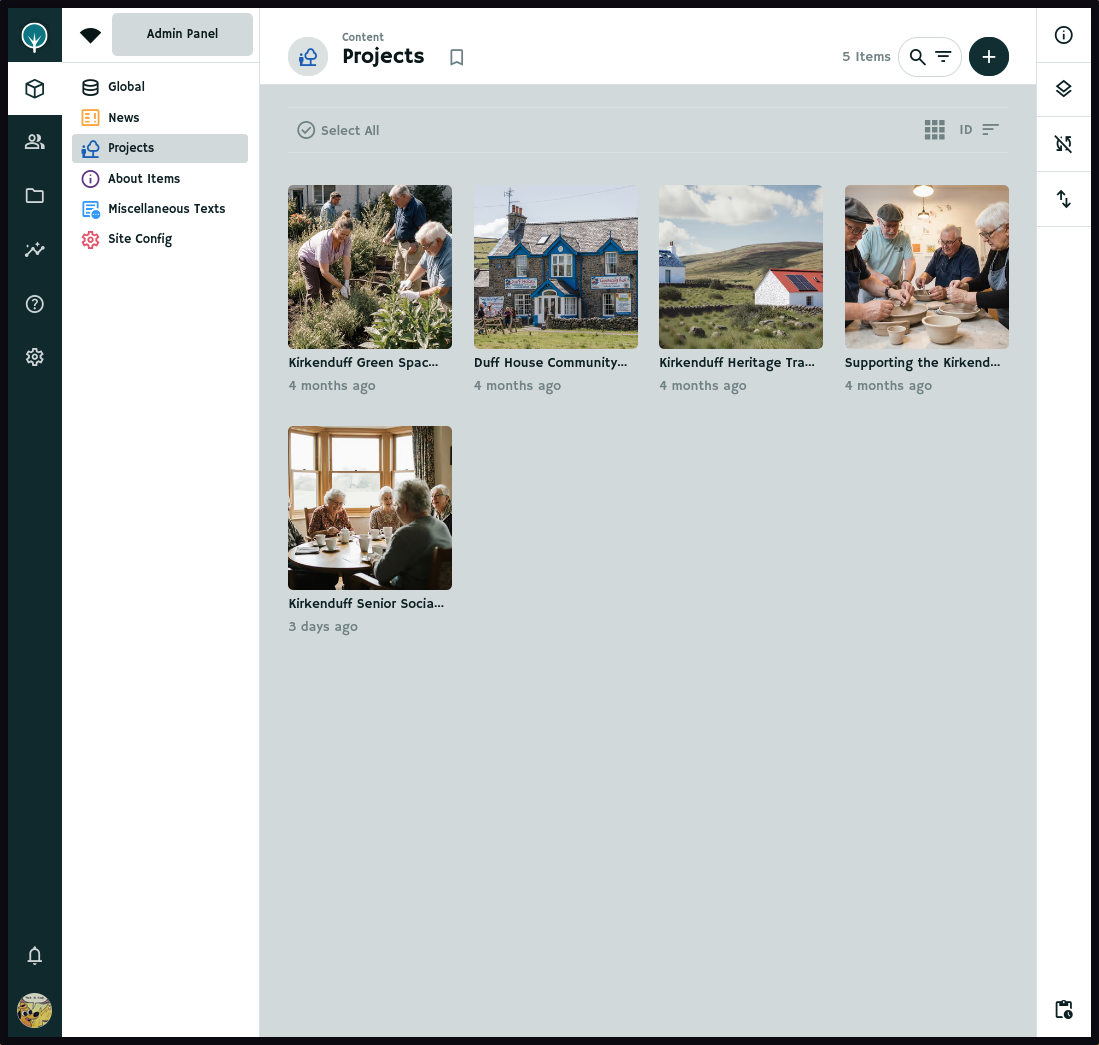 Admin Panel
Global
News
Projects
About Items
Miscellaneous Texts
Site Config
Content
Projects
5 Items
Select All
ID
Kirkenduff Green Spac...
4 months ago
Duff House Community...
4 months ago
Kirkenduff Heritage Tra...
4 months ago
Supporting the Kirkend...
4 months ago
Kirkenduff Senior Socia...
3 days ago